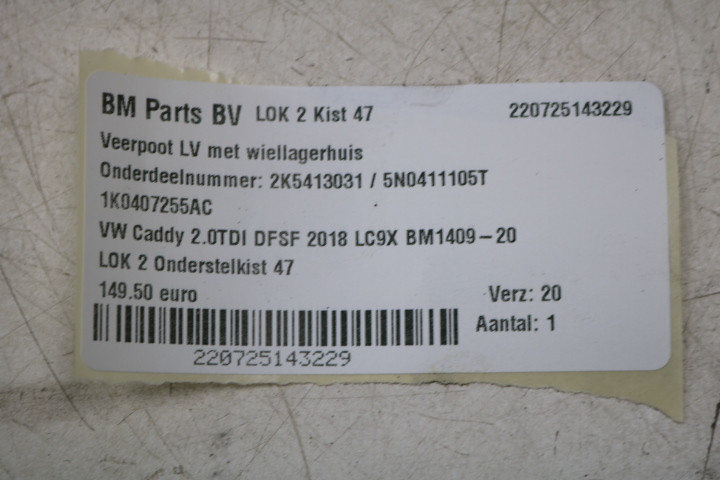 BM Parts BV LOK 2 Kist 47 220725143229
Veerpoot LV met wiellagerhuis
Onderdeelnummer: 2K5413031 / 5N0411105T
1K0407255AC
VW Caddy 2.0TDI DFSF 2018 LC9X BM1409-20
LOK 2 Onderstelkist 47
149.50 euro Verz: 20
Aantal: 1
220725143229